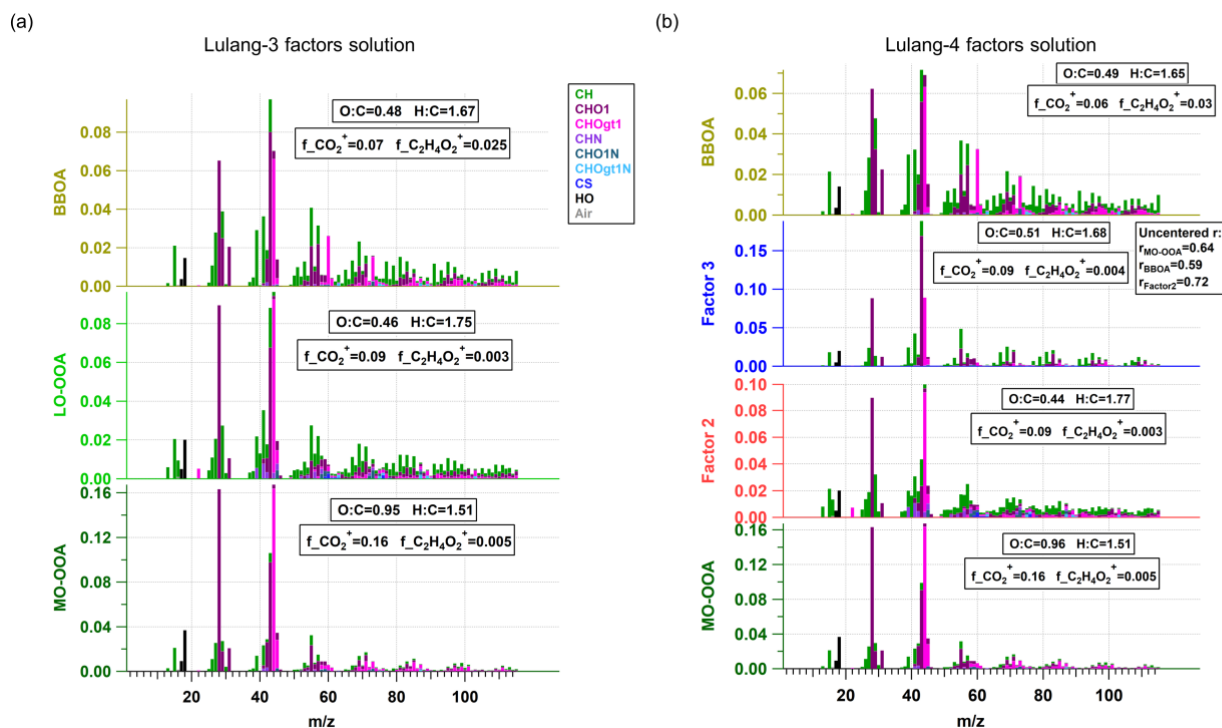 (a)
Lulang-3 factors solution
0.08
0.06
0.04
0.02
0.00
BBOA
O:C=0.48 H:C=1.67
f_CO₂⁺=0.07 f_C₂H₄O₂⁺=0.025
CH
CHO1
CHOgt1
CHN
CHO1N
CHOgt1N
CS
HO
Air
0.08
0.06
0.04
0.02
0.00
LO-OOA
O:C=0.46 H:C=1.75
f_CO₂⁺=0.09 f_C₂H₄O₂⁺=0.003
0.16
0.12
0.08
0.04
0.00
MO-OOA
O:C=0.95 H:C=1.51
f_CO₂⁺=0.16 f_C₂H₄O₂⁺=0.005
20 40 60 80 100
m/z
(b)
Lulang-4 factors solution
0.06
0.04
0.02
0.00
BBOA
O:C=0.49 H:C=1.65
f_CO₂⁺=0.06 f_C₂H₄O₂⁺=0.03
0.15
0.10
0.05
0.00
Factor 3
O:C=0.51 H:C=1.68
f_CO₂⁺=0.09 f_C₂H₄O₂⁺=0.004
Uncentered r:
r_MO-OOA=0.64
r_BBOA=0.59
r_Factor2=0.72
0.10
0.08
0.06
0.04
0.02
0.00
Factor 2
O:C=0.44 H:C=1.77
f_CO₂⁺=0.09 f_C₂H₄O₂⁺=0.003
0.16
0.12
0.08
0.04
0.00
MO-OOA
O:C=0.96 H:C=1.51
f_CO₂⁺=0.16 f_C₂H₄O₂⁺=0.005
20 40 60 80 100
m/z